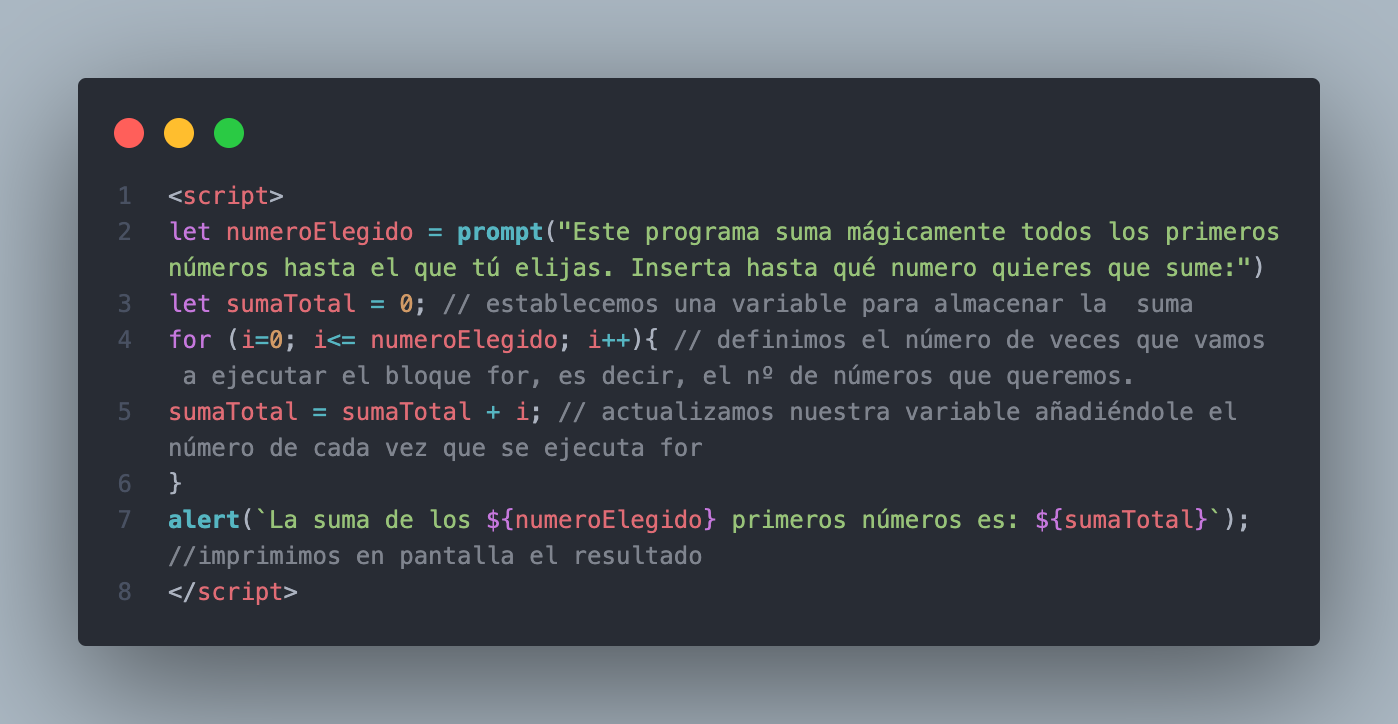 1 <script>
2 let numeroElegido = prompt("Este programa suma mágicamente todos los primeros
números hasta el que tú elijas. Inserta hasta qué numero quieres que sume:")
3 let sumaTotal = 0; // establecemos una variable para almacenar la  suma
4 for (i=0; i<= numeroElegido; i++){ // definimos el número de veces que vamos
a ejecutar el bloque for, es decir, el nº de números que queremos.
5 sumaTotal = sumaTotal + i; // actualizamos nuestra variable añadiéndole el
número de cada vez que se ejecuta for
6 }
7 alert(`La suma de los ${numeroElegido} primeros números es: ${sumaTotal}`);
//imprimimos en pantalla el resultado
8 </script>